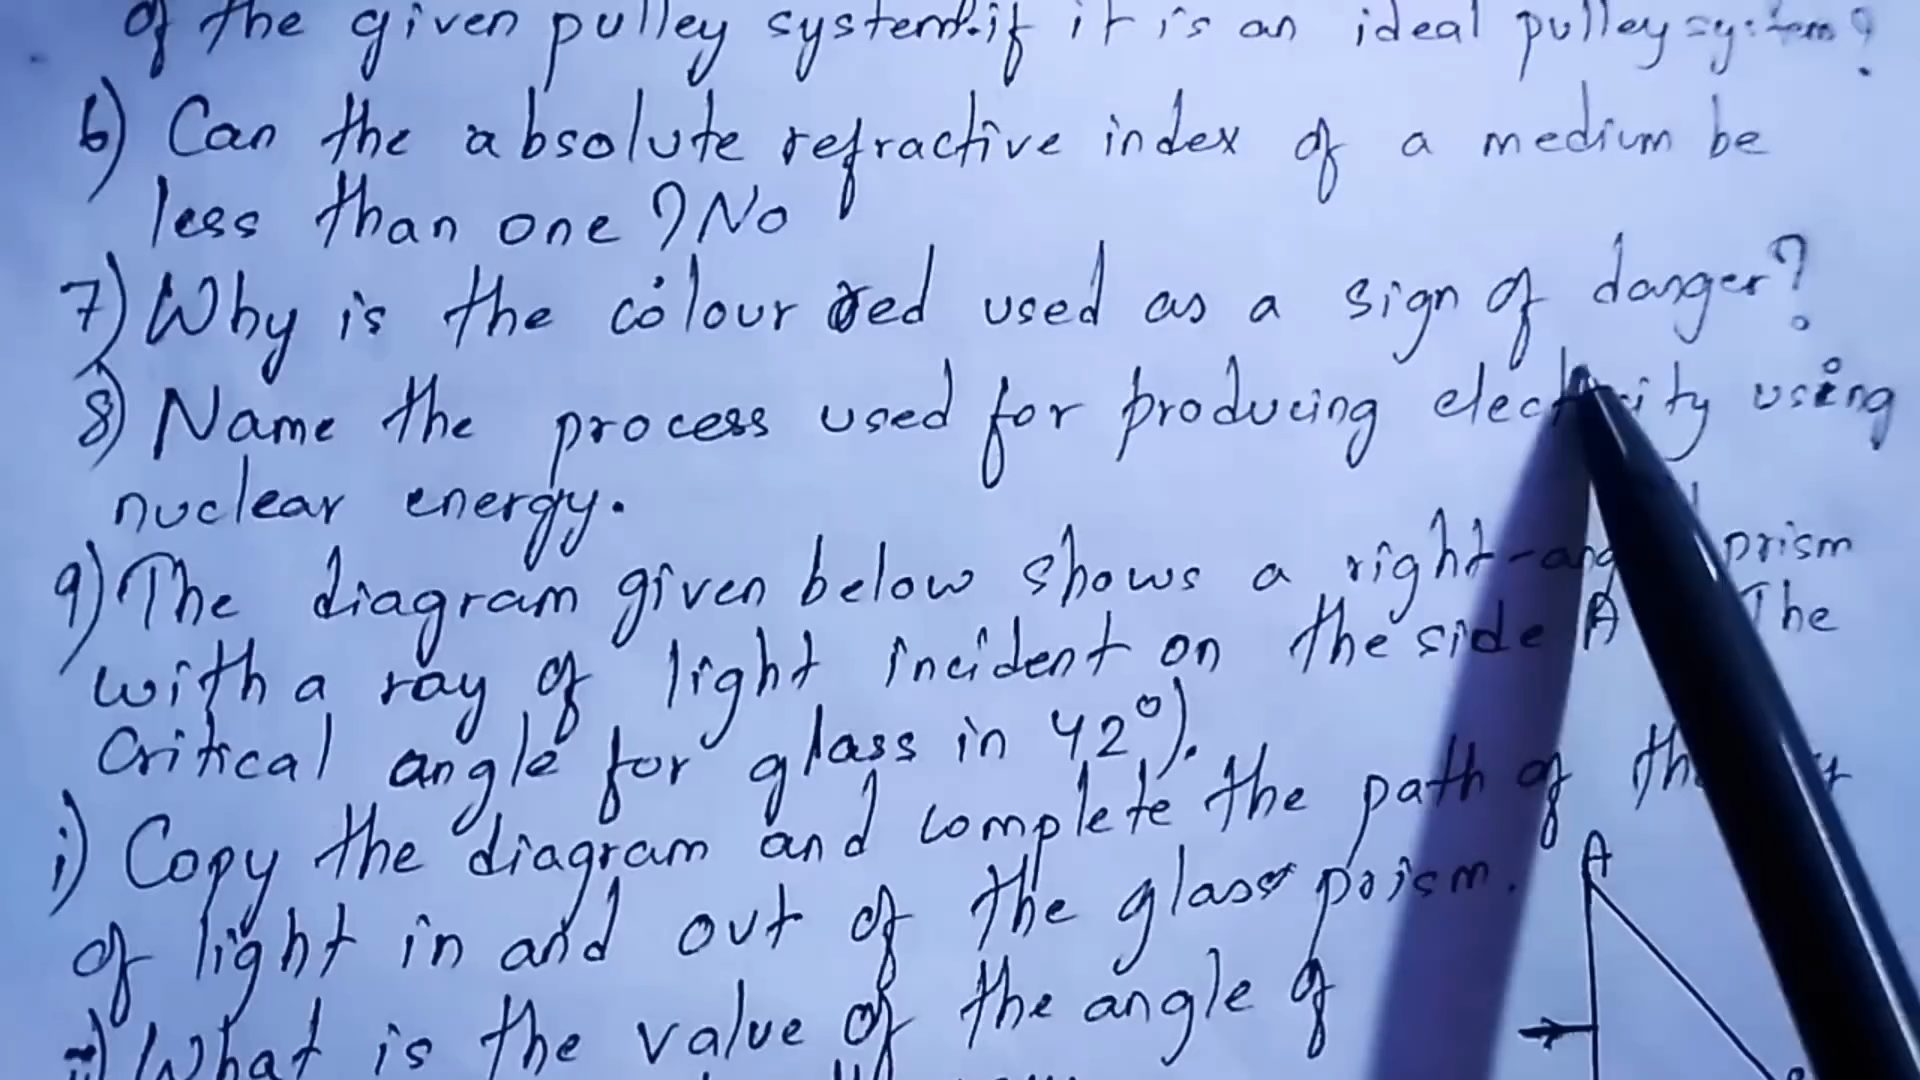 of the given pulley system.if it is an ideal pulley system?
6) Can the absolute refractive index of a medium be
less than one? No
7) Why is the colour red used as a sign of danger?
8) Name the process used for producing using
nuclear energy.
9) The diagram given below shows a prism
with a ray of light incident on the side The
Critical angle for glass in 42°).
i) Copy the diagram and complete the path of
of light in and out of the glass prism.
A
ii) What is the value of the angle of